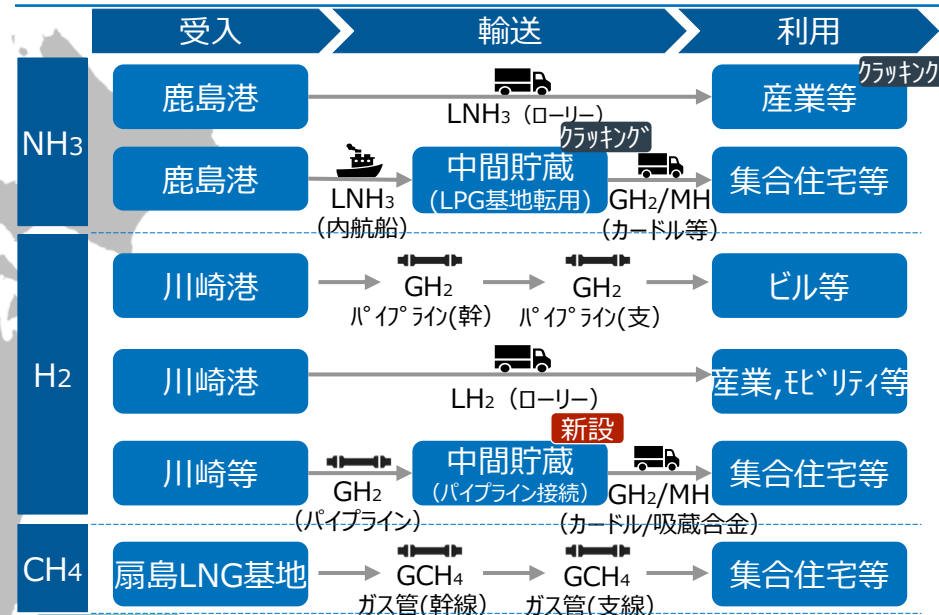 受入
輸送
利用
NH3
鹿島港
LNH3（ローリー）
クラッキング
産業等
鹿島港
LNH3
(内航船)
クラッキング
中間貯蔵
(LPG基地転用)
GH2/MH
(カードル等)
集合住宅等
H2
川崎港
GH2
パイプライン(幹)
GH2
パイプライン(支)
ビル等
川崎港
LH2（ローリー）
産業,モビリティ等
川崎等
GH2
(パイプライン)
新設
中間貯蔵
(パイプライン接続)
GH2/MH
(カードル/吸蔵合金)
集合住宅等
CH4
扇島LNG基地
GCH4
ガス管(幹線)
GCH4
ガス管(支線)
集合住宅等